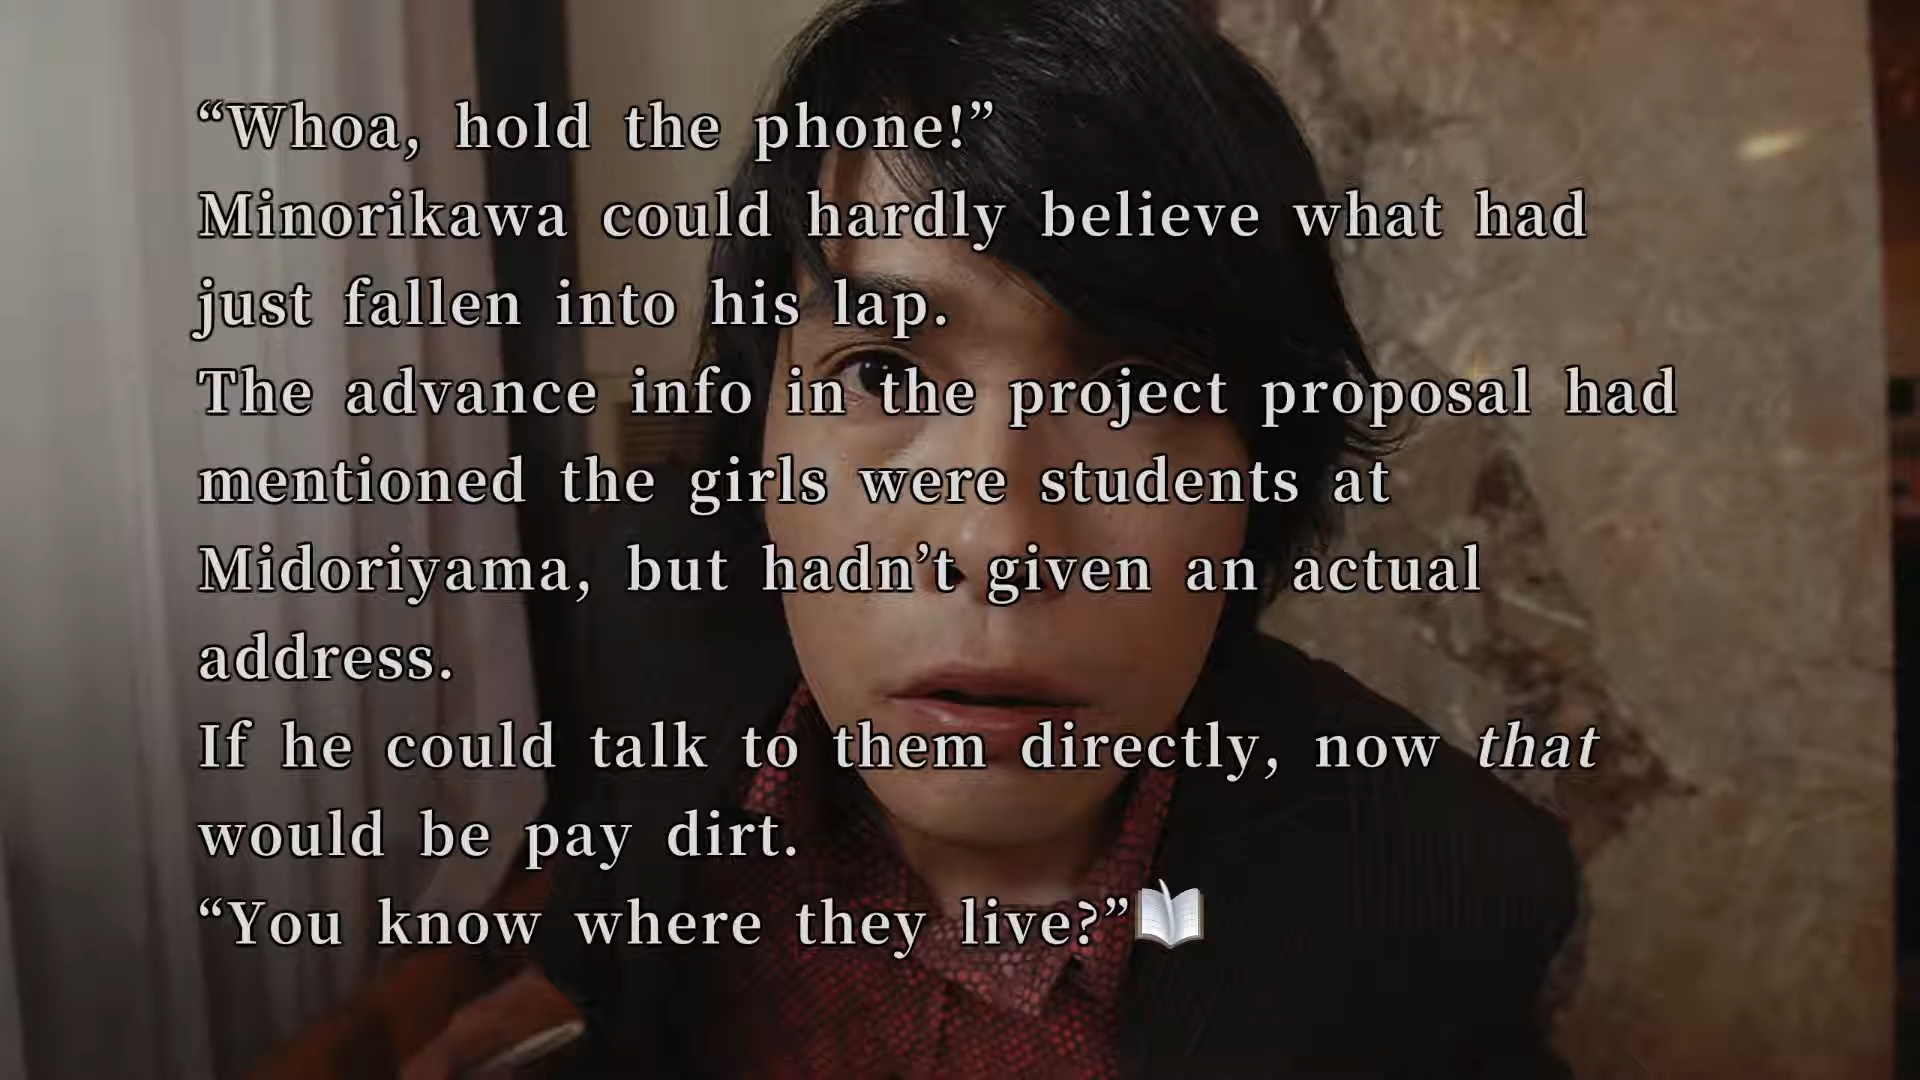 “Whoa, hold the phone!”
Minorikawa could hardly believe what had
just fallen into his lap.
The advance info in the project proposal had
mentioned the girls were students at
Midoriyama, but hadn’t given an actual
address.
If he could talk to them directly, now that
would be pay dirt.
“You know where they live?”